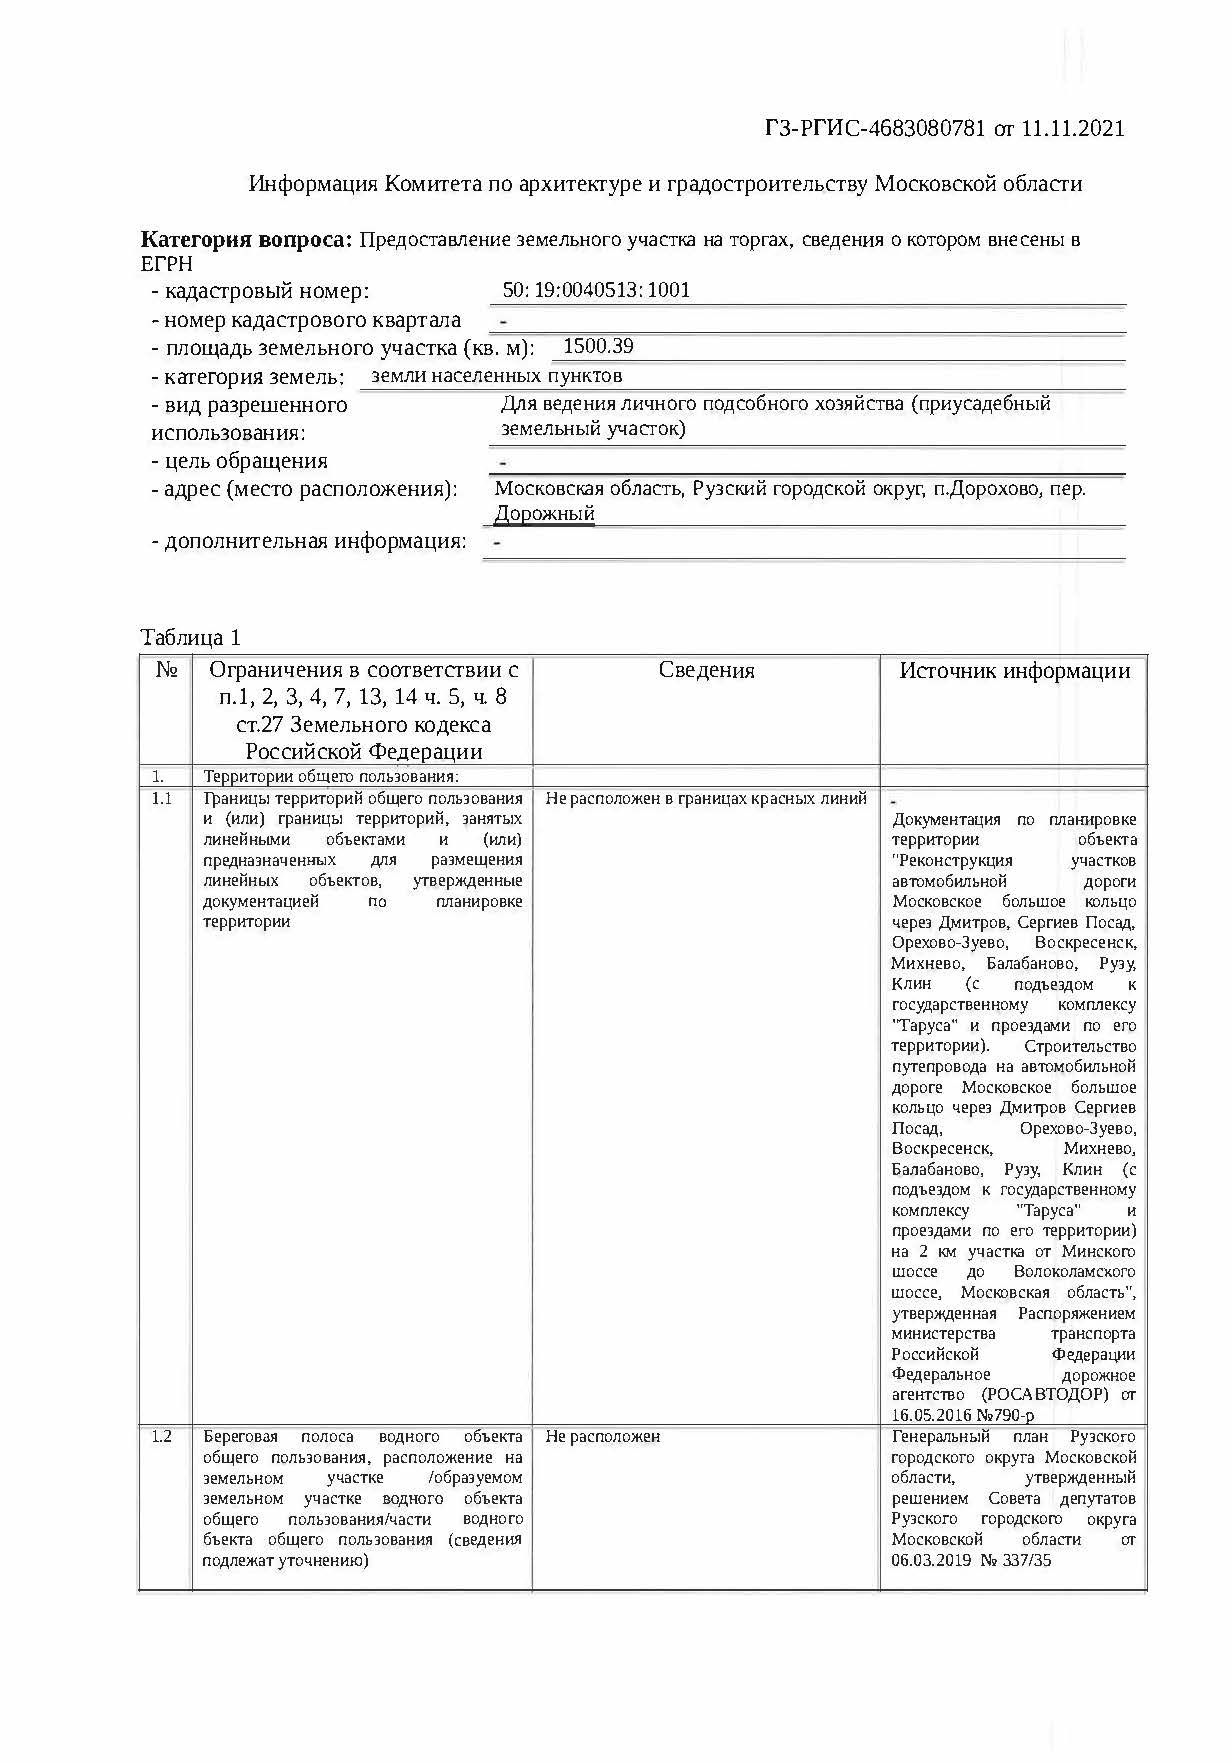 ГЗ-РГИС-4683080781 от 11.11.2021
Информация Комитета по архитектуре и градостроительству Московской области
Категория вопроса: Предоставление земельного участка на торгах, сведения о котором внесены в
ЕГРН
- кадастровый номер: 50: 19:0040513: 1001
- номер кадастрового квартала -
- площадь земельного участка (кв. м): 1500.39
- категория земель: земли населенных пунктов
- вид разрешенного
использования:
Для ведения личного подсобного хозяйства (приусадебный
земельный участок)
- цель обращения -
- адрес (место расположения): Московская область, Рузский городской округ, п.Дорохово, пер.
Дорожный
- дополнительная информация: -
Таблица 1
№
Ограничения в соответствии с
п.1, 2, 3, 4, 7, 13, 14 ч. 5, ч. 8
ст.27 Земельного кодекса
Российской Федерации
Сведения
Источник информации
1. Территории общего пользования:
1.1
Границы территорий общего пользования
и (или) границы территорий, занятых
линейными объектами и (или)
предназначенных для размещения
линейных объектов, утвержденные
документацией по планировке
территории
Не расположен в границах красных линий
-
Документация по планировке
территории объекта
"Реконструкция участков
автомобильной дороги
Московское большое кольцо
через Дмитров, Сергиев Посад,
Орехово-Зуево, Воскресенск,
Михнево, Балабаново, Рузу,
Клин (с подъездом к
государственному комплексу
"Таруса" и проездами по его
территории). Строительство
путепровода на автомобильной
дороге Московское большое
кольцо через Дмитров Сергиев
Посад, Орехово-Зуево,
Воскресенск, Михнево,
Балабаново, Рузу, Клин (с
подъездом к государственному
комплексу "Таруса" и
проездами по его территории)
на 2 км участка от Минского
шоссе до Волоколамского
шоссе, Московская область",
утвержденная Распоряжением
министерства транспорта
Российской Федерации
Федеральное дорожное
агентство (РОСАВТОДОР) от
16.05.2016 №790-р
1.2
Береговая полоса водного объекта
общего пользования, расположение на
земельном участке /образуемом
земельном участке водного объекта
общего пользования/части водного
бъекта общего пользования (сведения
подлежат уточнению)
Не расположен
Генеральный план Рузского
городского округа Московской
области, утвержденный
решением Совета депутатов
Рузского городского округа
Московской области от
06.03.2019 № 337/35